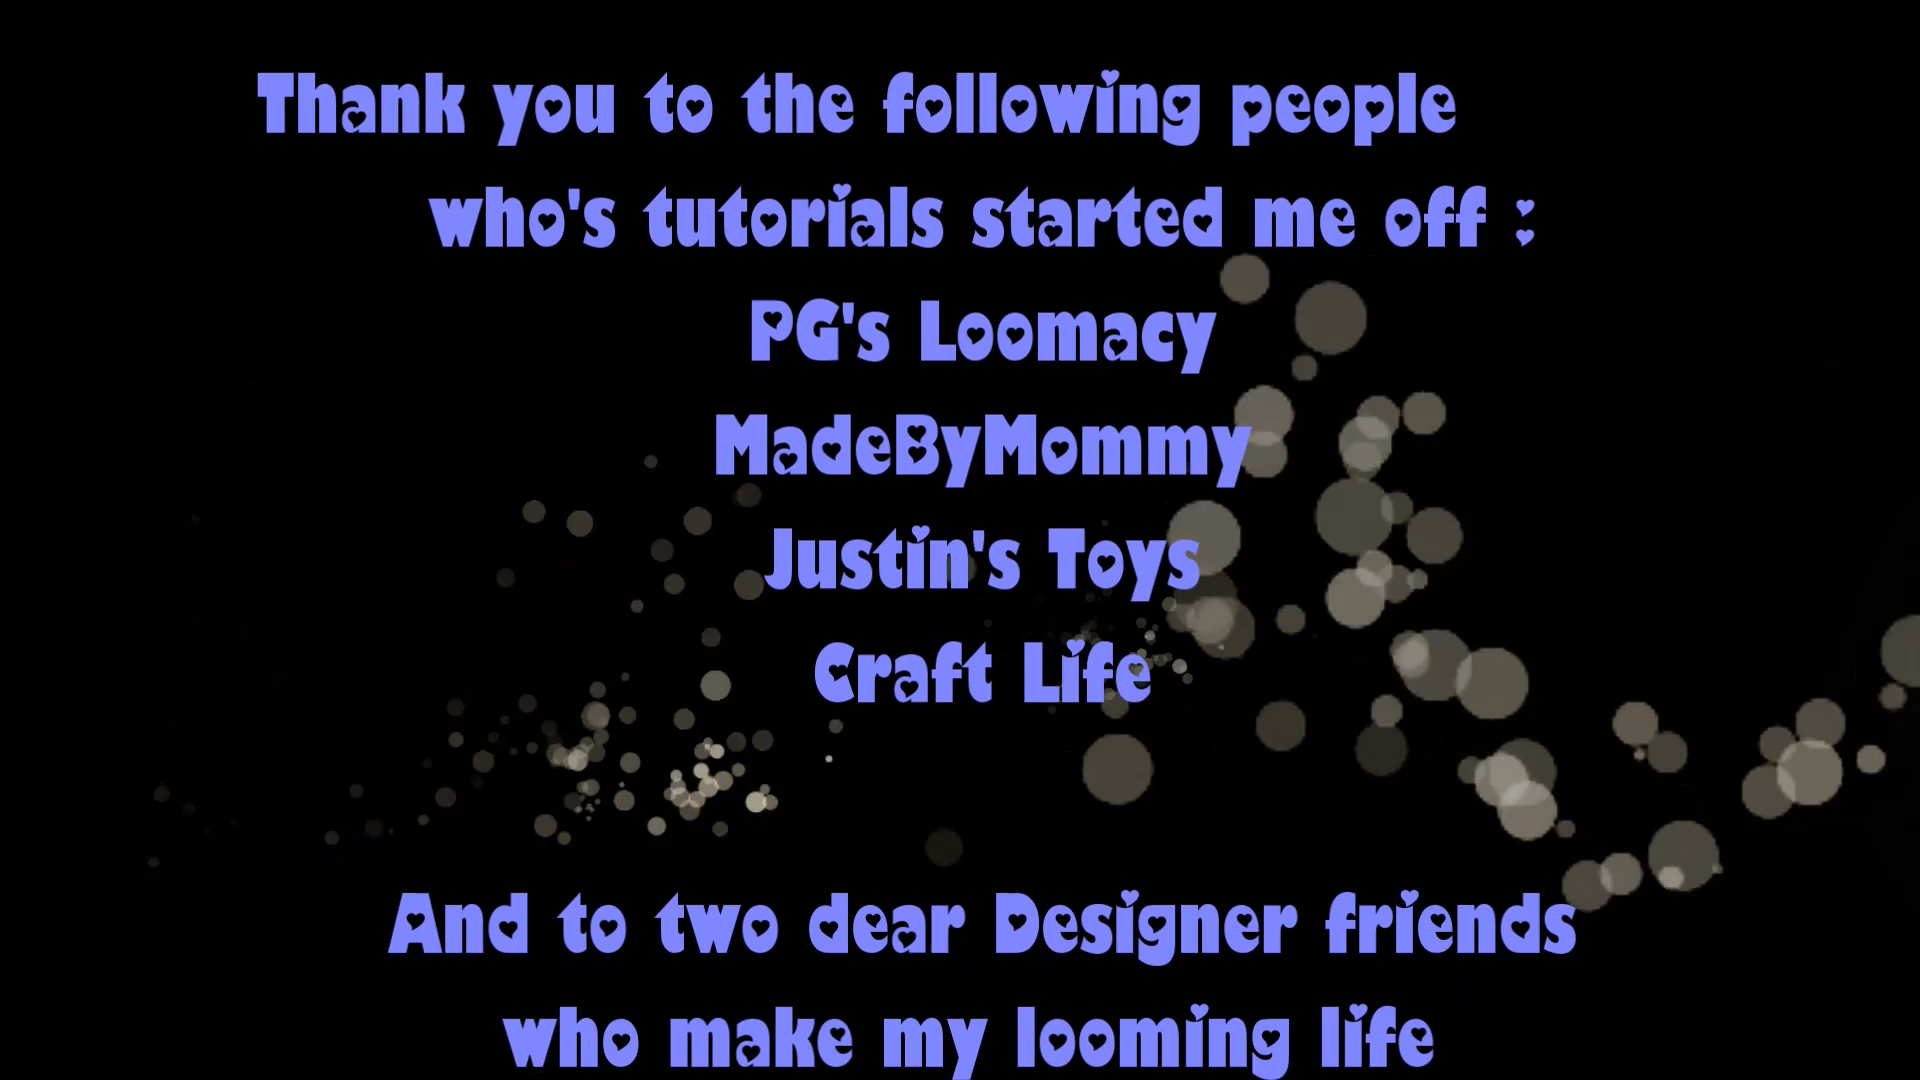 Thank you to the following people
who's tutorials started me off :
PG's Loomacy
MadeByMommy
Justin's Toys
Craft Life
And to two dear Designer friends
who make my looming life